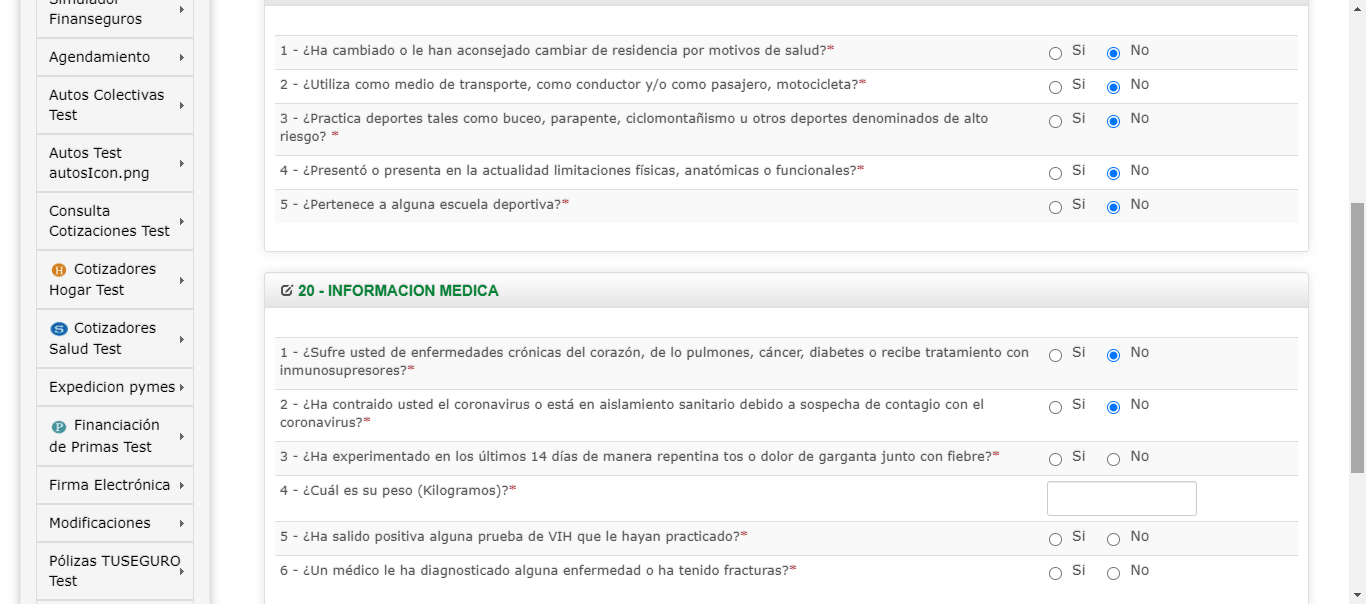 Simulador
Finanseguros
Agendamiento
Autos Colectivas
Test
Autos Test
autosIcon.png
Consulta
Cotizaciones Test
H Cotizadores
Hogar Test
S Cotizadores
Salud Test
Expedicion pymes
P Financiación
de Primas Test
Firma Electrónica
Modificaciones
Pólizas TUSEGURO
Test
1 - ¿Ha cambiado o le han aconsejado cambiar de residencia por motivos de salud?* Si No
2 - ¿Utiliza como medio de transporte, como conductor y/o como pasajero, motocicleta?* Si No
3 - ¿Practica deportes tales como buceo, parapente, ciclomontañismo u otros deportes denominados de alto Si No
riesgo? *
4 - ¿Presentó o presenta en la actualidad limitaciones físicas, anatómicas o funcionales?* Si No
5 - ¿Pertenece a alguna escuela deportiva?* Si No
20 - INFORMACION MEDICA
1 - ¿Sufre usted de enfermedades crónicas del corazón, de lo pulmones, cáncer, diabetes o recibe tratamiento con Si No
inmunosupresores?*
2 - ¿Ha contraido usted el coronavirus o está en aislamiento sanitario debido a sospecha de contagio con el Si No
coronavirus?*
3 - ¿Ha experimentado en los últimos 14 días de manera repentina tos o dolor de garganta junto con fiebre?* Si No
4 - ¿Cuál es su peso (Kilogramos)?*
5 - ¿Ha salido positiva alguna prueba de VIH que le hayan practicado?* Si No
6 - ¿Un médico le ha diagnosticado alguna enfermedad o ha tenido fracturas?* Si No